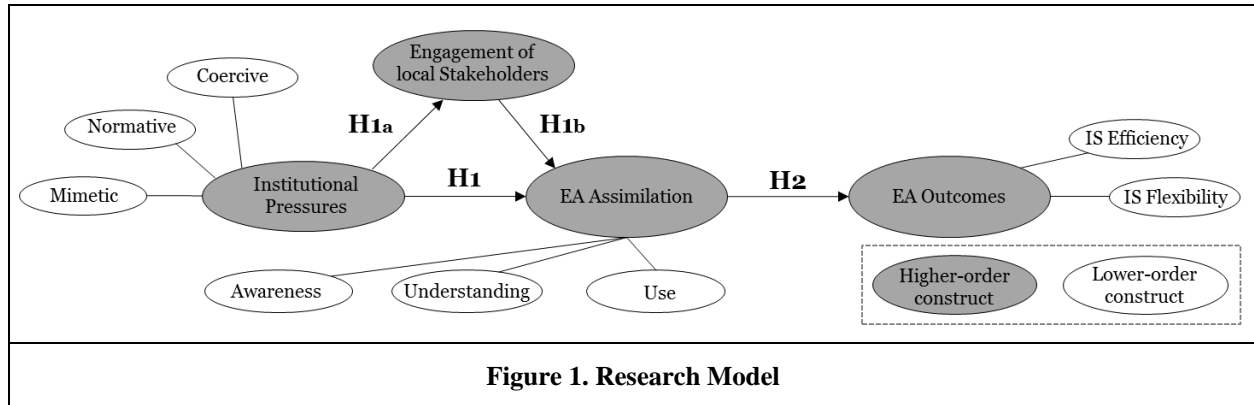 Engagement of
local Stakeholders
Coercive
H1a
H1b
Normative
IS Efficiency
Mimetic
Institutional
Pressures
H1
EA Assimilation
H2
EA Outcomes
IS Flexibility
Awareness
Understanding
Use
Higher-order
construct
Lower-order
construct
Figure 1. Research Model